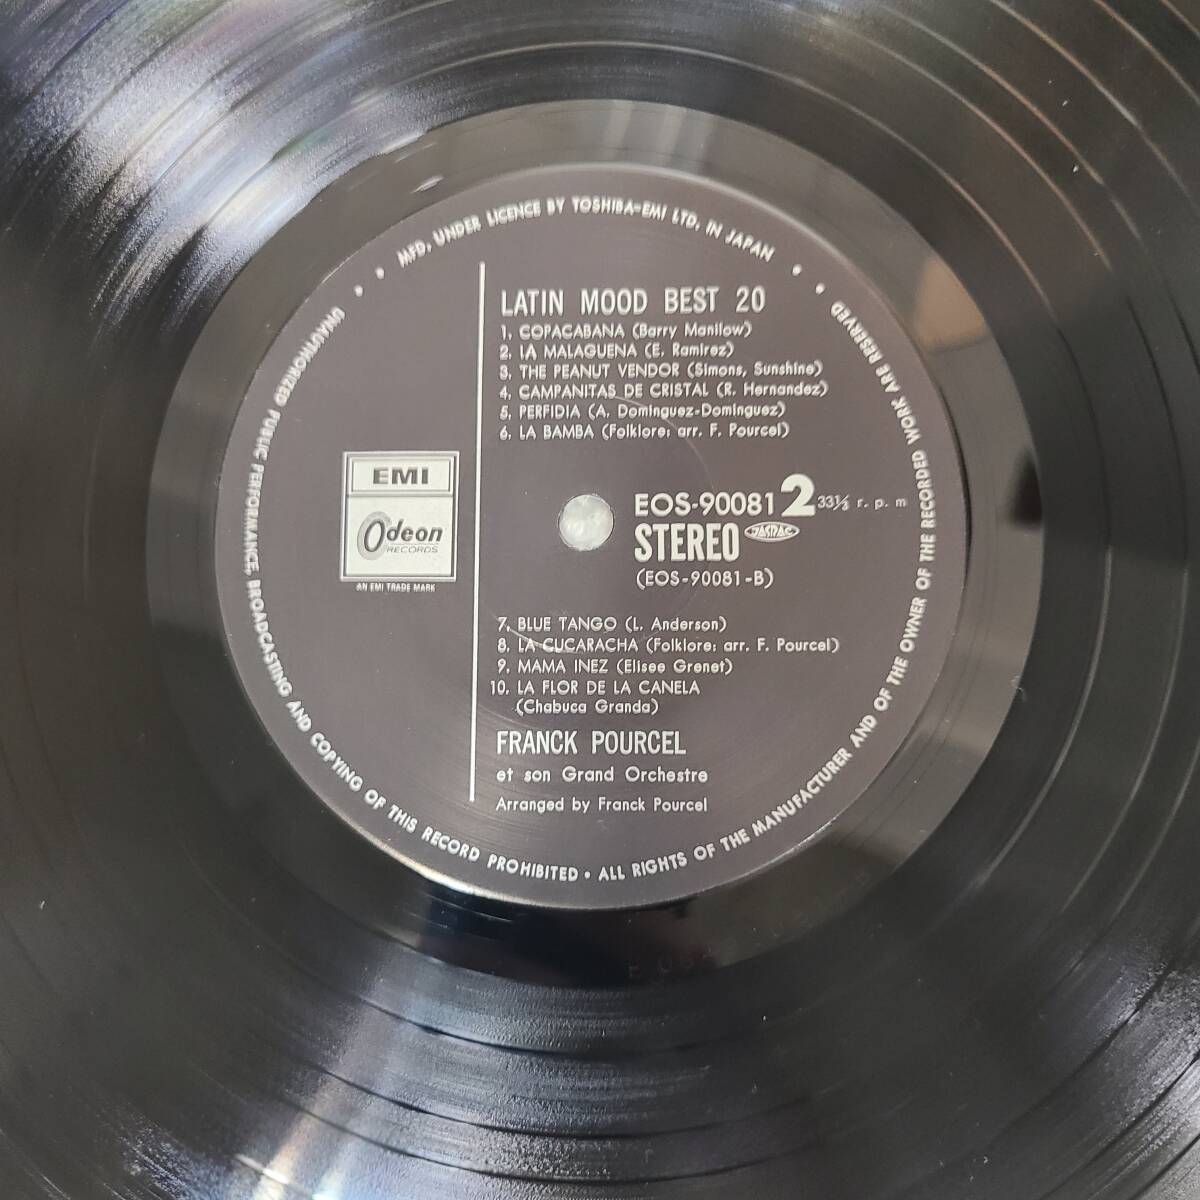 MFD. UNDER LICENCE BY TOSHIBA-EMI LTD. IN JAPAN
LATIN MOOD BEST 20
1. COPACABANA (Barry Manilow)
2. LA MALAGUENA (E. Ramirez)
3. THE PEANUT VENDOR (Simons, Sunshine)
4. CAMPANITAS DE CRISTAL (R. Hernandez)
5. PERFIDIA (A. Dominguez-Dominguez)
6. LA BAMBA (Folklore: arr. F. Pourcel)
EMI
Odeon
RECORDS
AN EMI TRADE MARK
EOS-90081 2 33⅓ r. p. m
STEREO JASRAC
(EOS-90081-B)
7. BLUE TANGO (L. Anderson)
8. LA CUCARACHA (Folklore: arr. F. Pourcel)
9. MAMA INEZ (Elisee Grenet)
10. LA FLOR DE LA CANELA
(Chabuca Granda)
FRANCK POURCEL
et son Grand Orchestre
Arranged by Franck Pourcel
• UNAUTHORIZED PUBLIC PERFORMANCE, BROADCASTING AND COPYING OF THIS RECORD PROHIBITED • ALL RIGHTS OF THE MANUFACTURER AND OF THE OWNER OF THE RECORDED WORK ARE RESERVED •